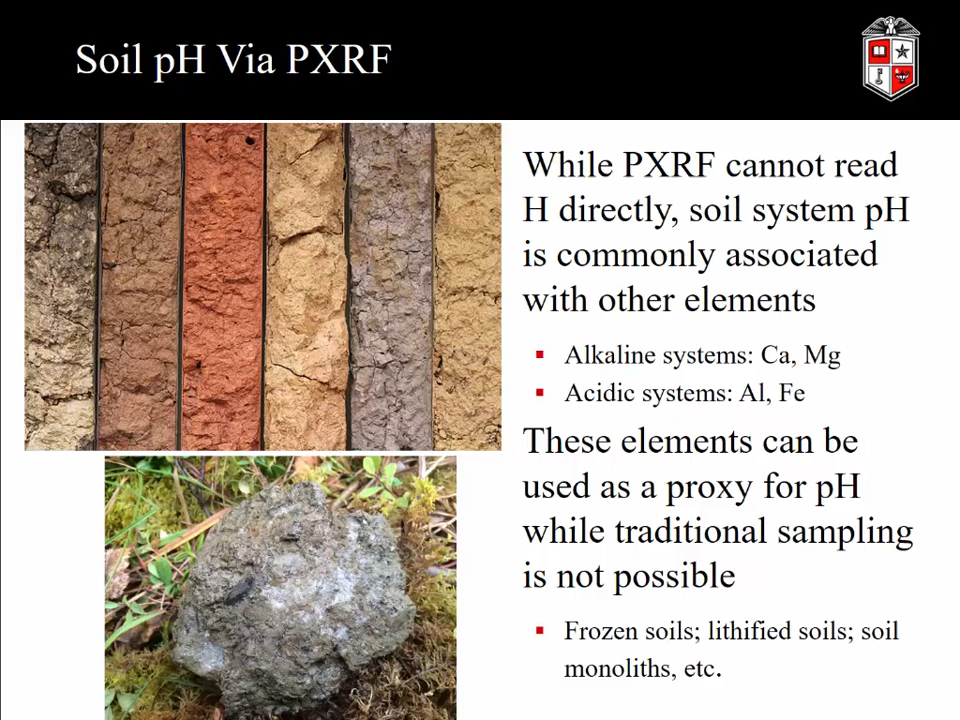 Soil pH Via PXRF
While PXRF cannot read
H directly, soil system pH
is commonly associated
with other elements
Alkaline systems: Ca, Mg
Acidic systems: Al, Fe
These elements can be
used as a proxy for pH
while traditional sampling
is not possible
Frozen soils; lithified soils; soil
monoliths, etc.